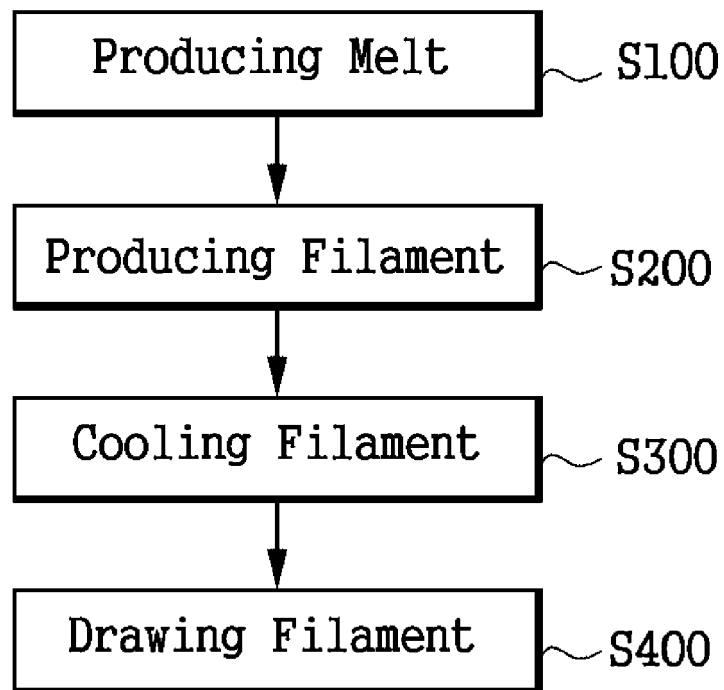 Producing Melt S100
Producing Filament S200
Cooling Filament S300
Drawing Filament S400